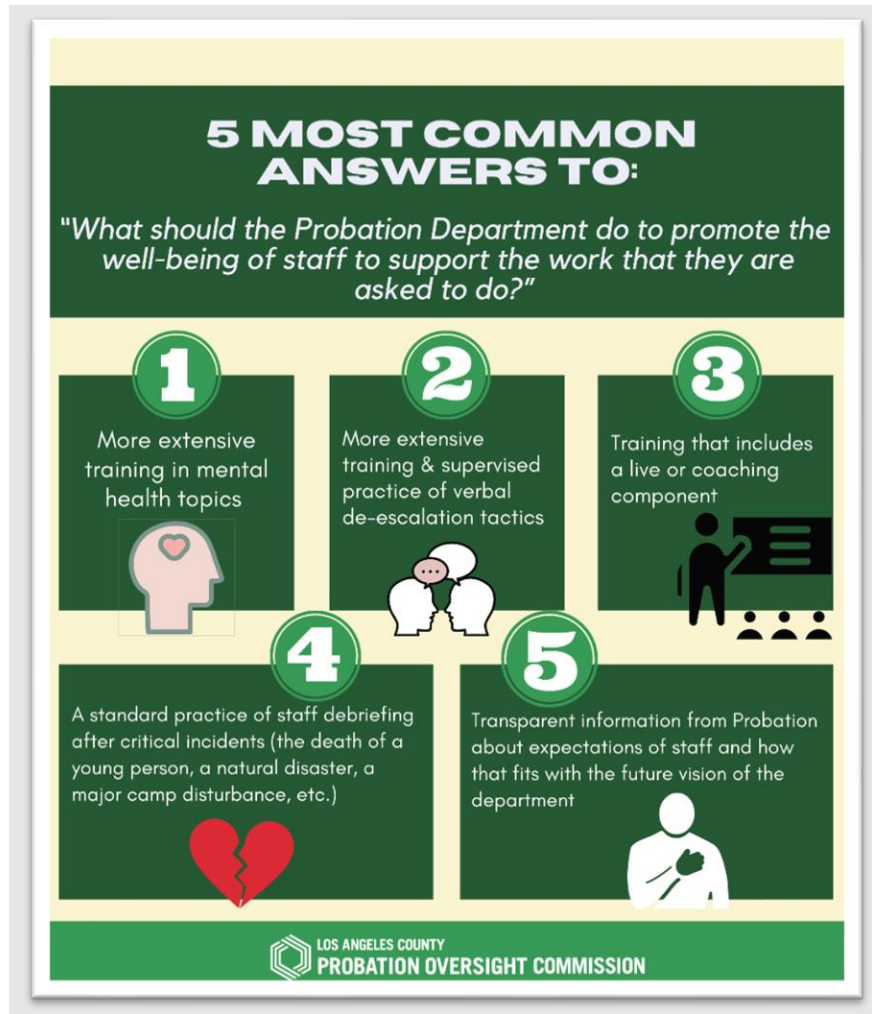 5 MOST COMMON
ANSWERS TO:
"What should the Probation Department do to promote the
well-being of staff to support the work that they are
asked to do?"
1
More extensive
training in mental
health topics
2
More extensive
training & supervised
practice of verbal
de-escalation tactics
3
Training that includes
a live or coaching
component
4
A standard practice of staff debriefing
after critical incidents (the death of a
young person, a natural disaster, a
major camp disturbance, etc.)
5
Transparent information from Probation
about expectations of staff and how
that fits with the future vision of the
department
LOS ANGELES COUNTY
PROBATION OVERSIGHT COMMISSION